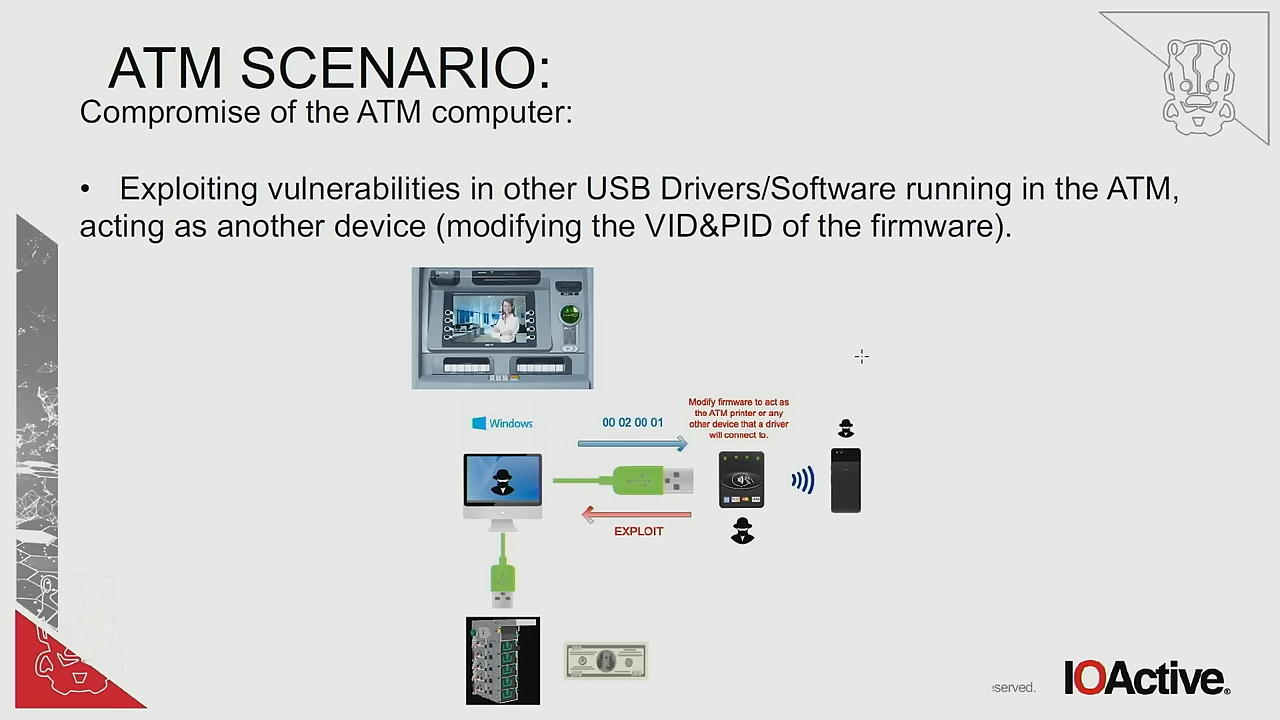 ATM SCENARIO:
Compromise of the ATM computer:
• Exploiting vulnerabilities in other USB Drivers/Software running in the ATM,
acting as another device (modifying the VID&PID of the firmware).
Windows
00 02 00 01
Modify firmware to act as
the ATM printer or any
other device that a driver
will connect to.
EXPLOIT
served.
IOActive®